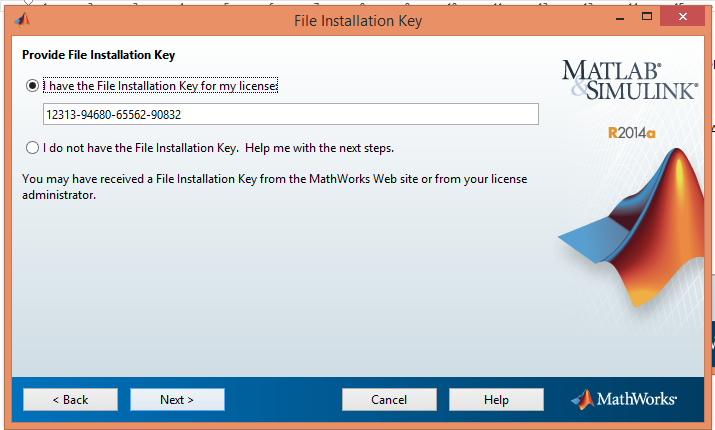 File Installation Key
Provide File Installation Key
I have the File Installation Key for my license:
12313-94680-65562-90832
I do not have the File Installation Key. Help me with the next steps.
You may have received a File Installation Key from the MathWorks Web site or from your license
administrator.
MATLAB®
&SIMULINK®
R2014a
< Back
Next >
Cancel
Help
MathWorks®